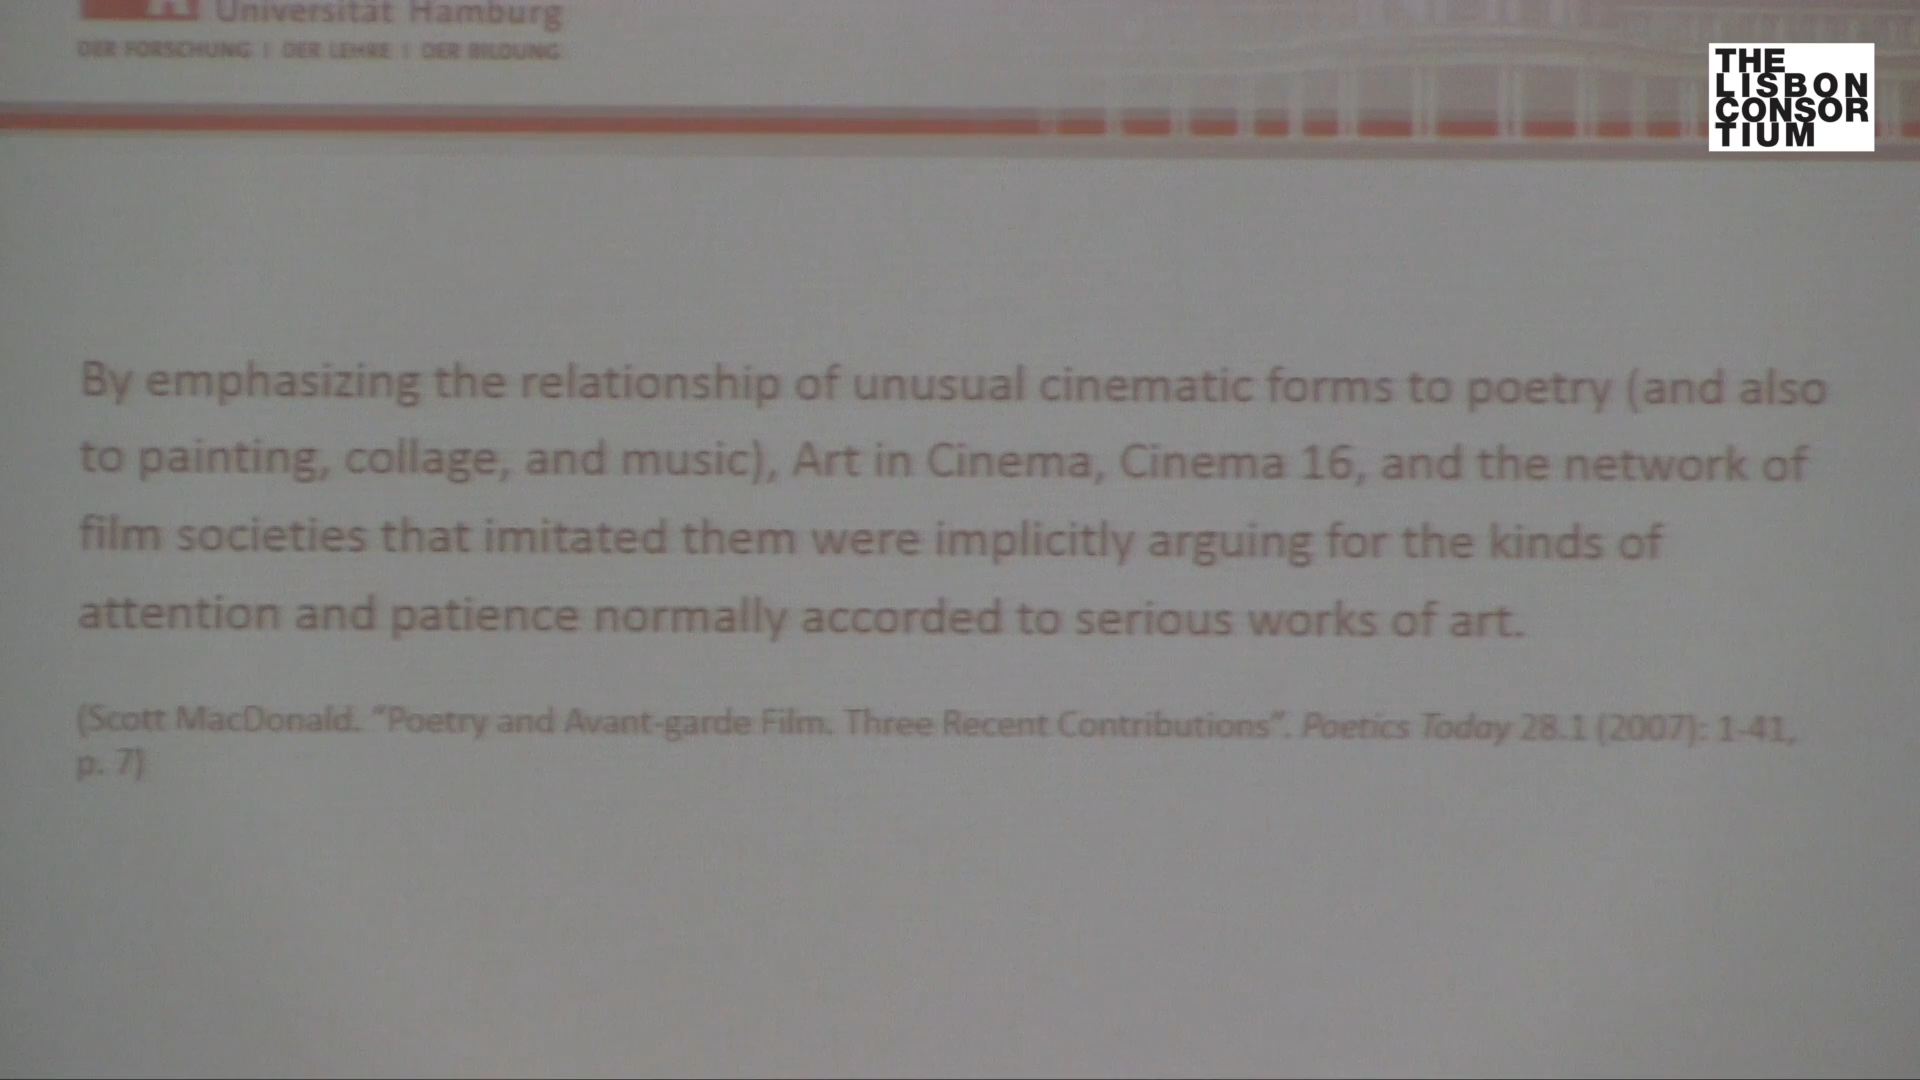 Universität Hamburg
DER FORSCHUNG | DER LEHRE | DER BILDUNG
THE
LISBON
CONSOR
TIUM
By emphasizing the relationship of unusual cinematic forms to poetry (and also
to painting, collage, and music), Art in Cinema, Cinema 16, and the network of
film societies that imitated them were implicitly arguing for the kinds of
attention and patience normally accorded to serious works of art.
(Scott MacDonald. "Poetry and Avant-garde Film. Three Recent Contributions". Poetics Today 28.1 (2007): 1-41,
p. 7)